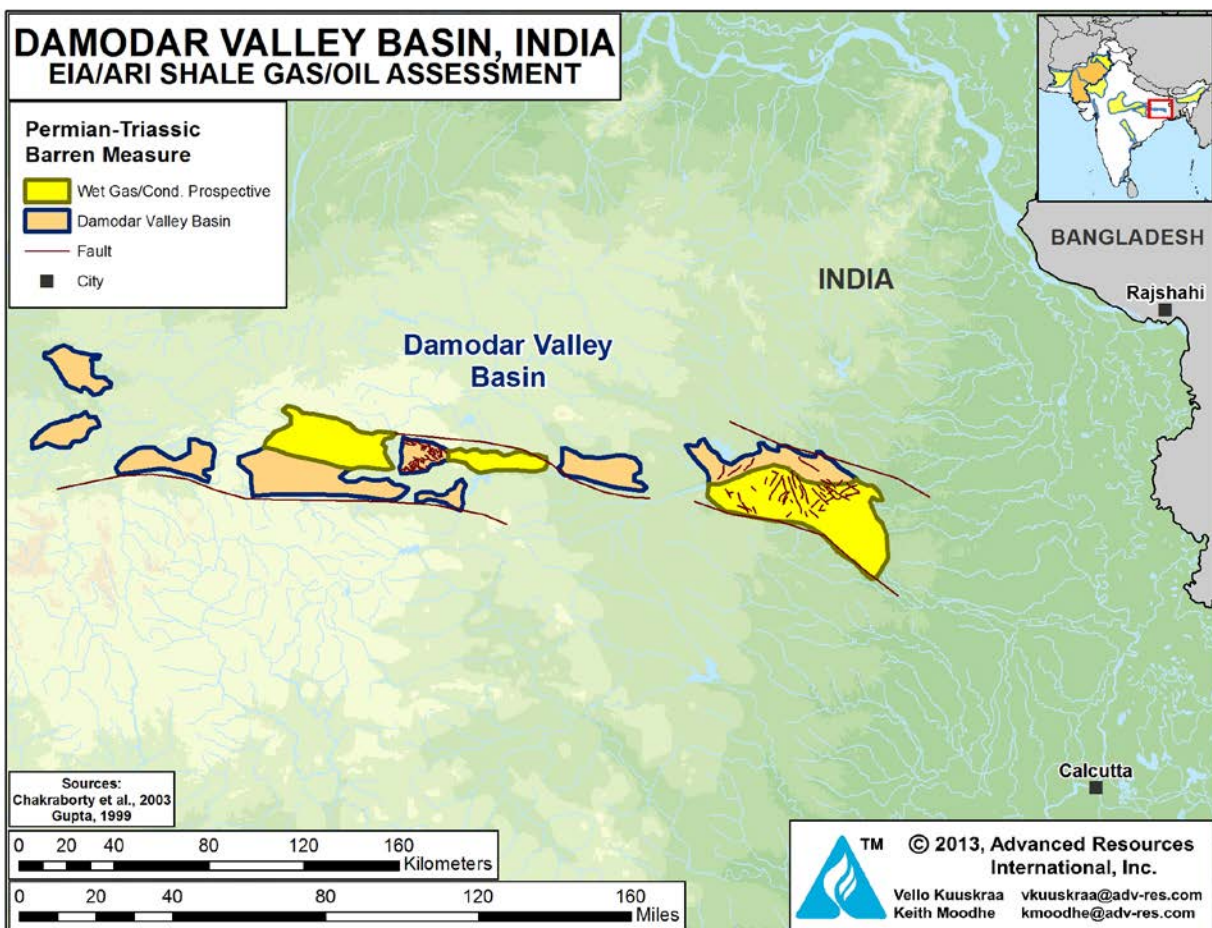 DAMODAR VALLEY BASIN, INDIA
EIA/ARI SHALE GAS/OIL ASSESSMENT
Permian-Triassic
Barren Measure
Wet Gas/Cond. Prospective
Damodar Valley Basin
Fault
City
BANGLADESH
INDIA
Rajshahi
Damodar Valley
Basin
Calcutta
Sources:
Chakraborty et al., 2003
Gupta, 1999
0 20 40 80 120 160
Kilometers
0 20 40 80 120 160
Miles
TM
© 2013, Advanced Resources
International, Inc.
Vello Kuuskraa vkuuskraa@adv-res.com
Keith Moodhe kmoodhe@adv-res.com